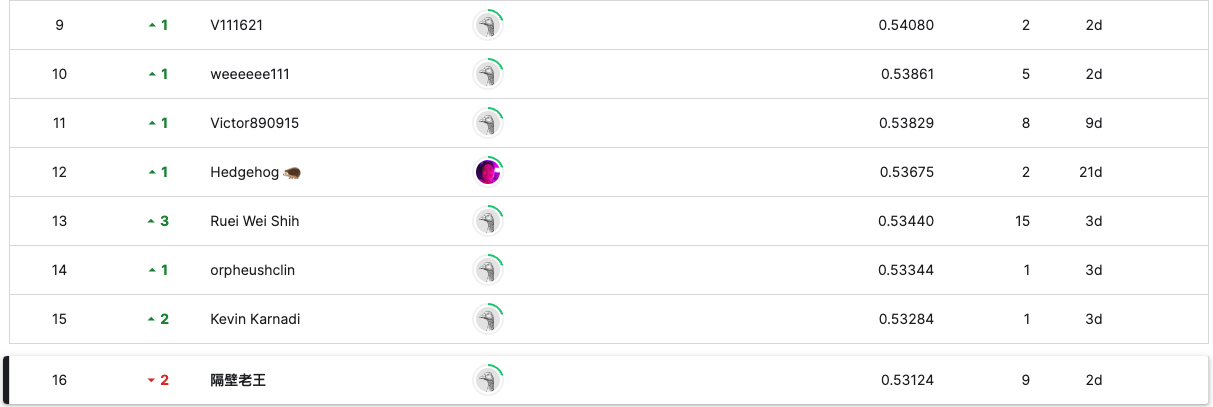 9 1 V111621 0.54080 2 2d
10 1 weeeeee111 0.53861 5 2d
11 1 Victor890915 0.53829 8 9d
12 1 Hedgehog 🦔 0.53675 2 21d
13 3 Ruei Wei Shih 0.53440 15 3d
14 1 orpheushclin 0.53344 1 3d
15 2 Kevin Karnadi 0.53284 1 3d
16 2 隔壁老王 0.53124 9 2d